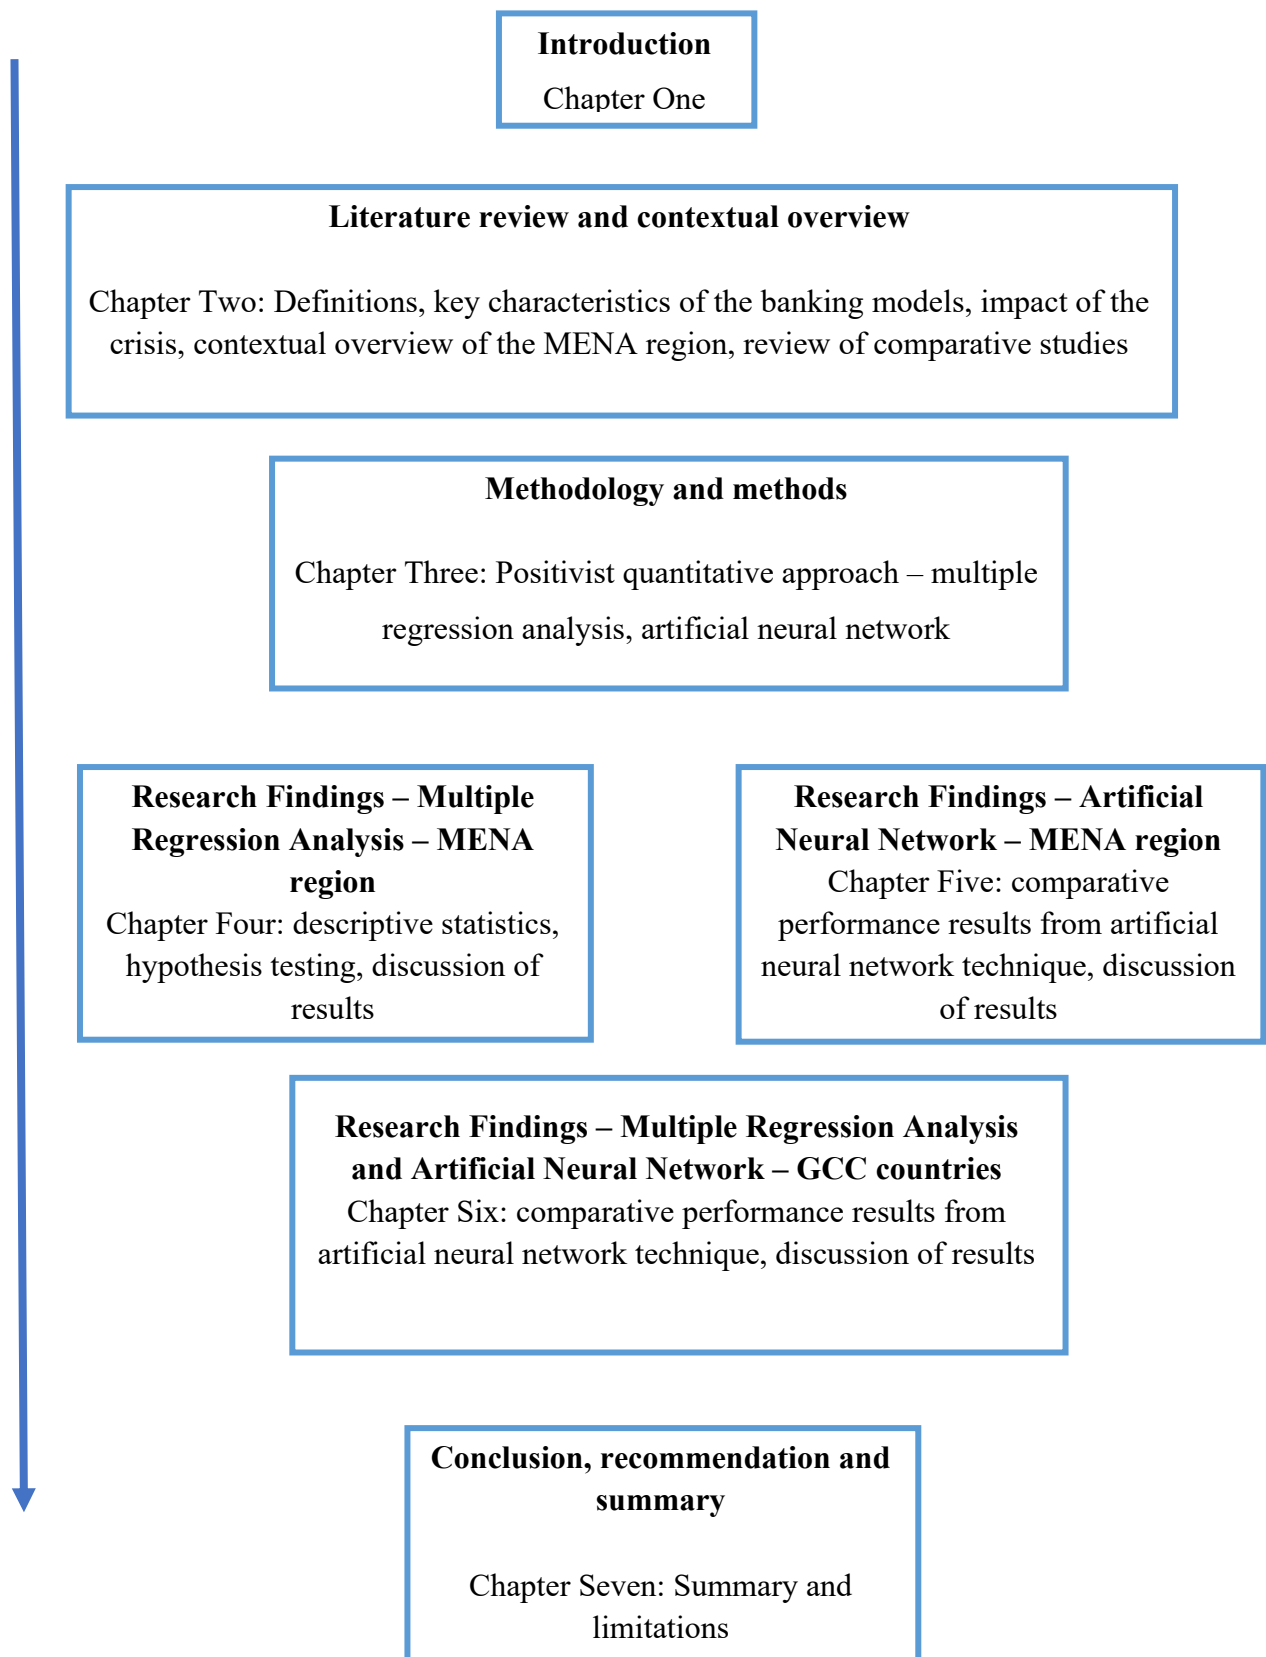 Introduction
Chapter One
Literature review and contextual overview
Chapter Two: Definitions, key characteristics of the banking models, impact of the
crisis, contextual overview of the MENA region, review of comparative studies
Methodology and methods
Chapter Three: Positivist quantitative approach – multiple
regression analysis, artificial neural network
Research Findings – Multiple
Regression Analysis – MENA
region
Chapter Four: descriptive statistics,
hypothesis testing, discussion of
results
Research Findings – Artificial
Neural Network – MENA region
Chapter Five: comparative
performance results from artificial
neural network technique, discussion
of results
Research Findings – Multiple Regression Analysis
and Artificial Neural Network – GCC countries
Chapter Six: comparative performance results from
artificial neural network technique, discussion of results
Conclusion, recommendation and
summary
Chapter Seven: Summary and
limitations